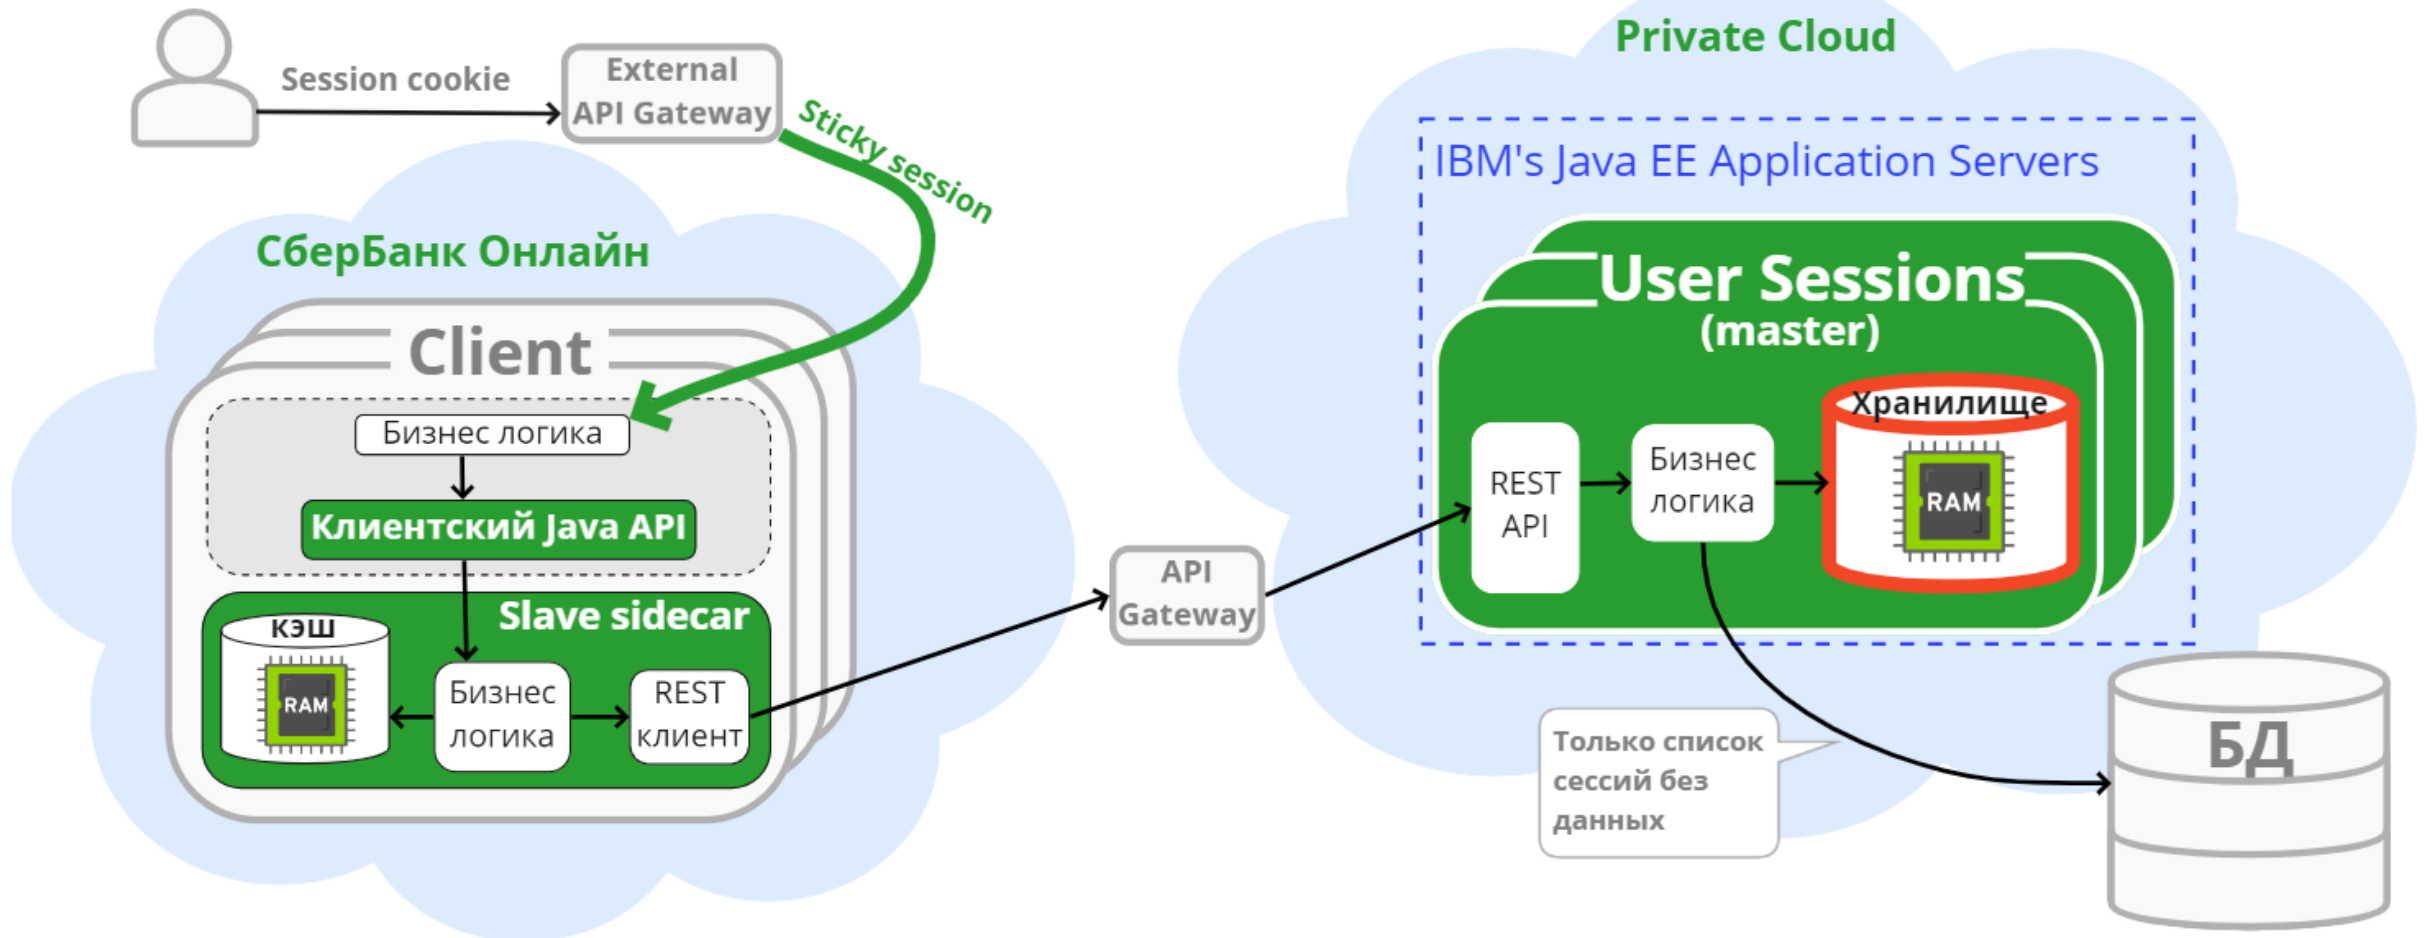 Session cookie
External
API Gateway
Sticky session
СберБанк Онлайн
Client
Бизнес логика
Клиентский Java API
Slave sidecar
КЭШ
RAM
Бизнес
логика
REST
клиент
API
Gateway
Private Cloud
IBM's Java EE Application Servers
User Sessions
(master)
REST
API
Бизнес
логика
Хранилище
RAM
Только список
сессий без
данных
БД